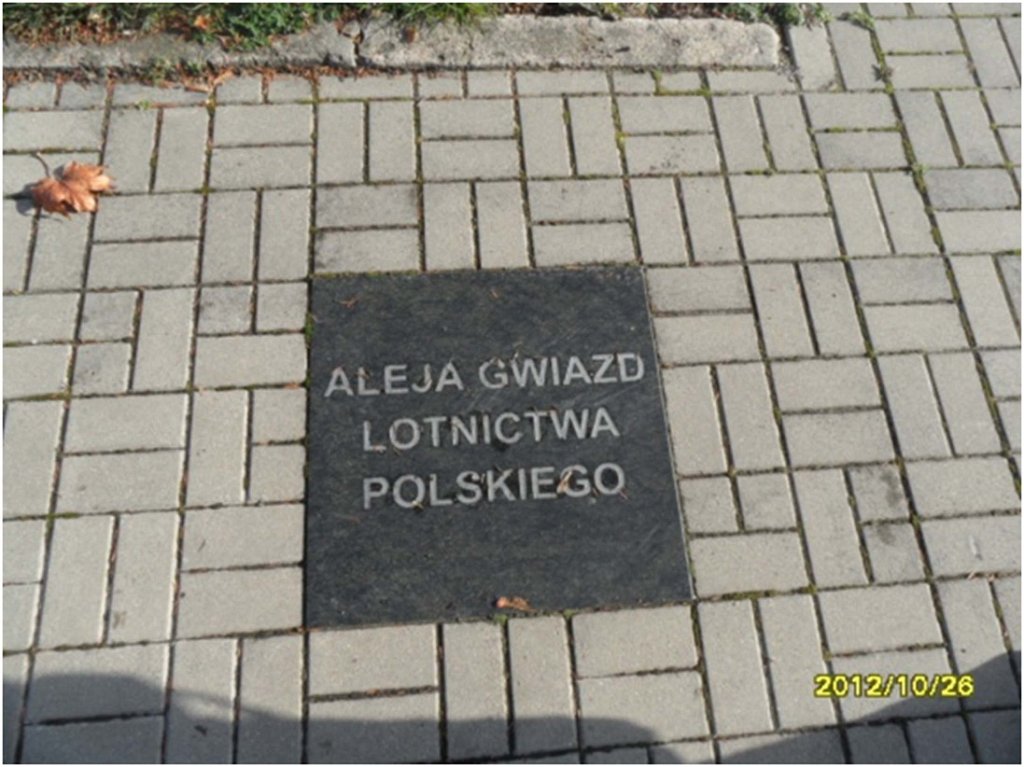 ALEJA GWIAZD
LOTNICTWA
POLSKIEGO
2012/10/26